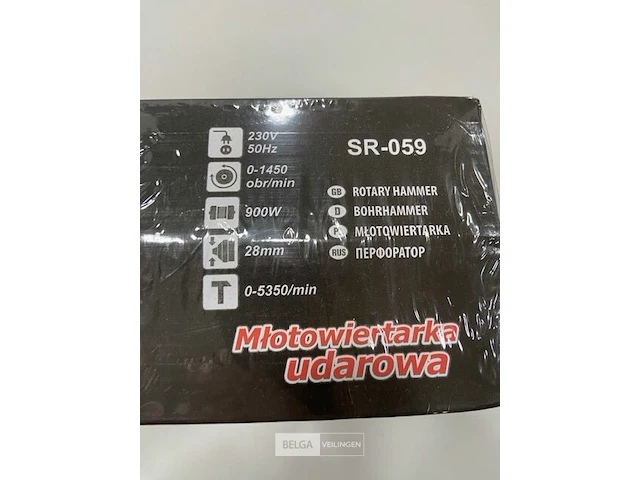 230V
50Hz
SR-059
0-1450
obr/min
GB ROTARY HAMMER
900W
D BOHRHAMMER
MŁOTOWIERTARKA
28mm
RUS ПЕРФОРАТОР
0-5350/min
Młotowiertarka
udarowa
BELGA VEILINGEN